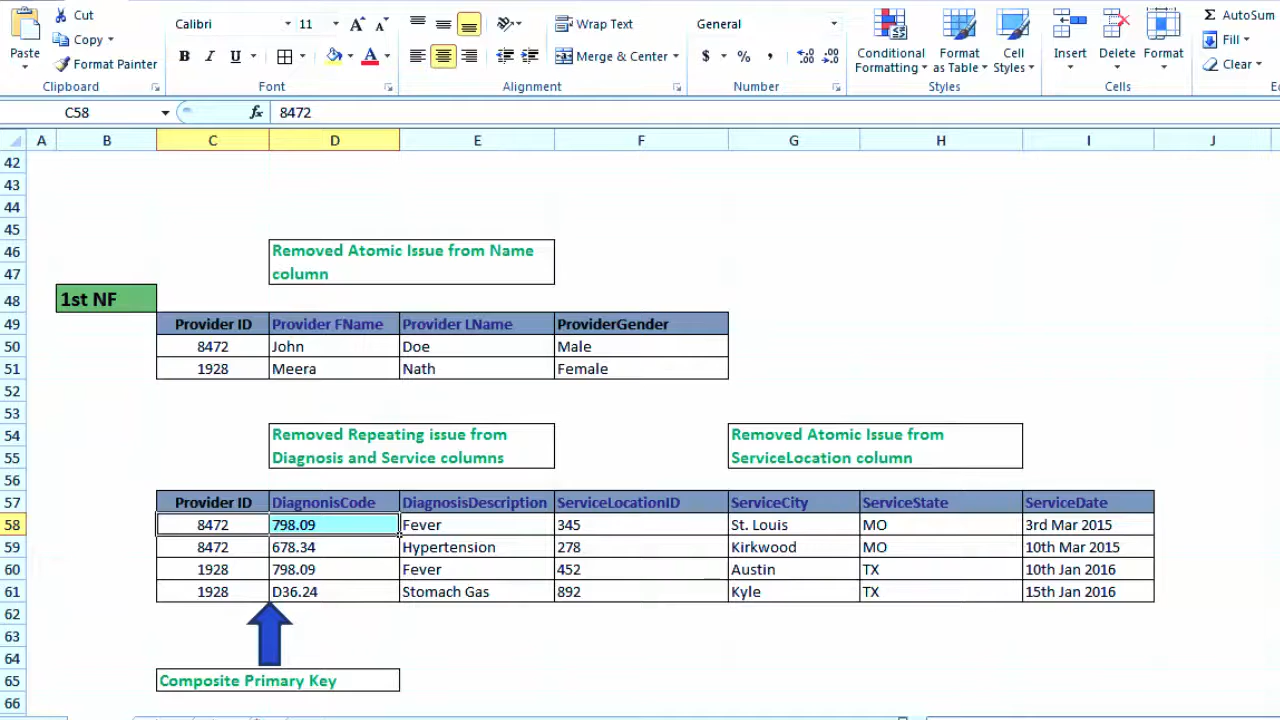 Cut
Calibri 11 Wrap Text General Σ AutoSum
Copy
Paste B I U Merge & Center $ % , Conditional Formatting Format as Table Cell Styles Insert Delete Format Fill
Format Painter Clear
Clipboard Font Alignment Number Styles Cells
C58 fx 8472
A B C D E F G H I J
42
43
44
45
46 Removed Atomic Issue from Name
47 column
48 1st NF
49 Provider ID Provider FName Provider LName ProviderGender
50 8472 John Doe Male
51 1928 Meera Nath Female
52
53
54 Removed Repeating issue from Removed Atomic Issue from
55 Diagnosis and Service columns ServiceLocation column
56
57 Provider ID DiagnonisCode DiagnosisDescription ServiceLocationID ServiceCity ServiceState ServiceDate
58 8472 798.09 Fever 345 St. Louis MO 3rd Mar 2015
59 8472 678.34 Hypertension 278 Kirkwood MO 10th Mar 2015
60 1928 798.09 Fever 452 Austin TX 10th Jan 2016
61 1928 D36.24 Stomach Gas 892 Kyle TX 15th Jan 2016
62
63
64
65 Composite Primary Key
66